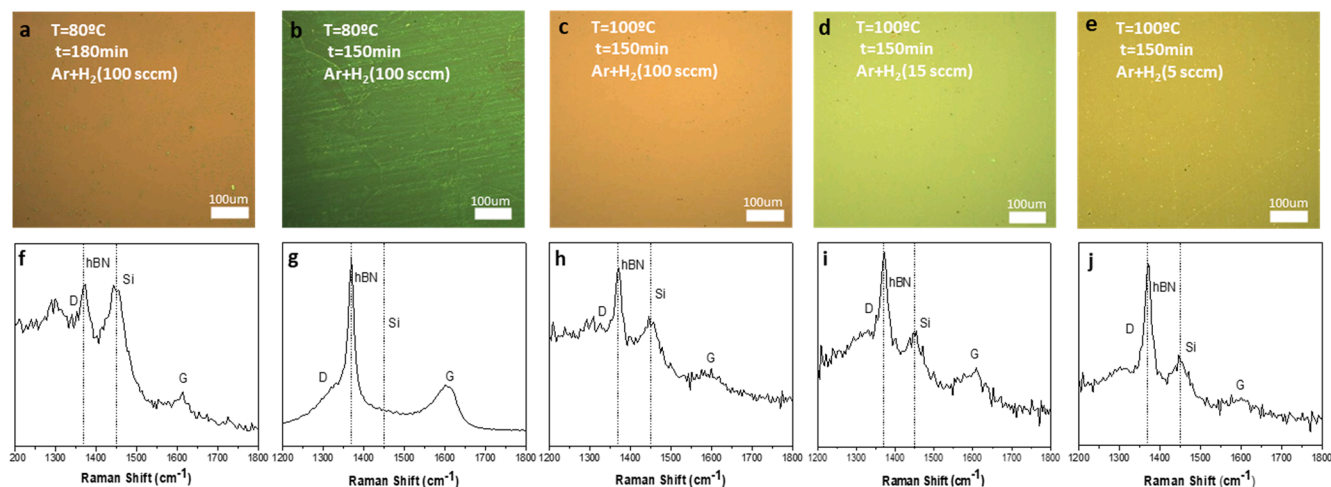 a
T=80ºC
t=180min
Ar+H₂(100 sccm)
100um
b
T=80ºC
t=150min
Ar+H₂(100 sccm)
100um
c
T=100ºC
t=150min
Ar+H₂(100 sccm)
100um
d
T=100ºC
t=150min
Ar+H₂(15 sccm)
100um
e
T=100ºC
t=150min
Ar+H₂(5 sccm)
100um
f
D
hBN
Si
G
1200 1300 1400 1500 1600 1700 1800
Raman Shift (cm⁻¹)
g
D
hBN
Si
G
1200 1300 1400 1500 1600 1700 1800
Raman Shift (cm⁻¹)
h
D
hBN
Si
G
1200 1300 1400 1500 1600 1700 1800
Raman Shift (cm⁻¹)
i
D
hBN
Si
G
1200 1300 1400 1500 1600 1700 1800
Raman Shift (cm⁻¹)
j
D
hBN
Si
G
1200 1300 1400 1500 1600 1700 1800
Raman Shift (cm⁻¹)